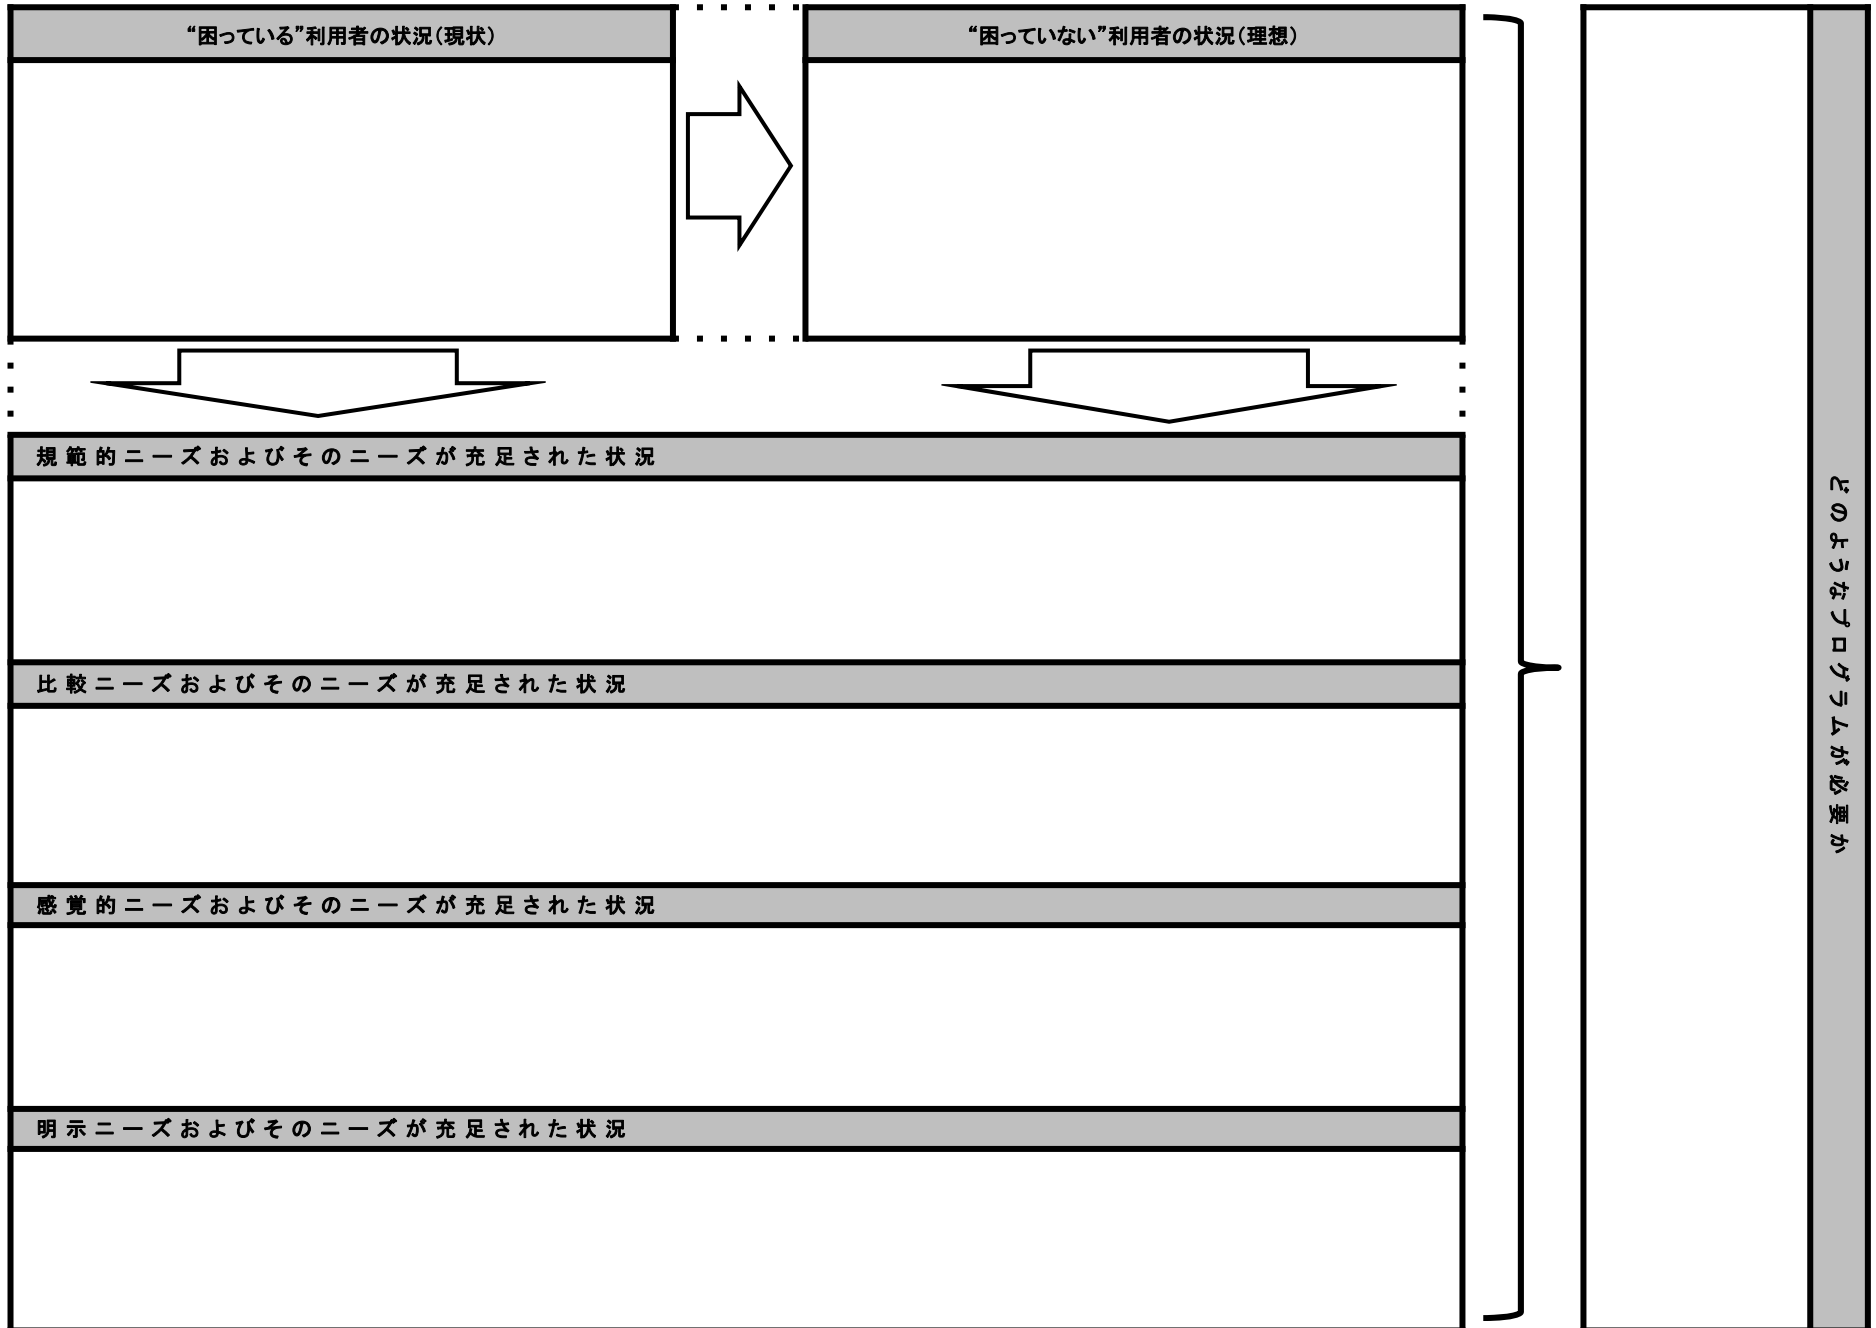 “困っている”利用者の状況(現状)
“困っていない”利用者の状況(理想)
規範的ニーズおよびそのニーズが充足された状況
比較ニーズおよびそのニーズが充足された状況
感覚的ニーズおよびそのニーズが充足された状況
明示ニーズおよびそのニーズが充足された状況
どのようなプログラムが必要か